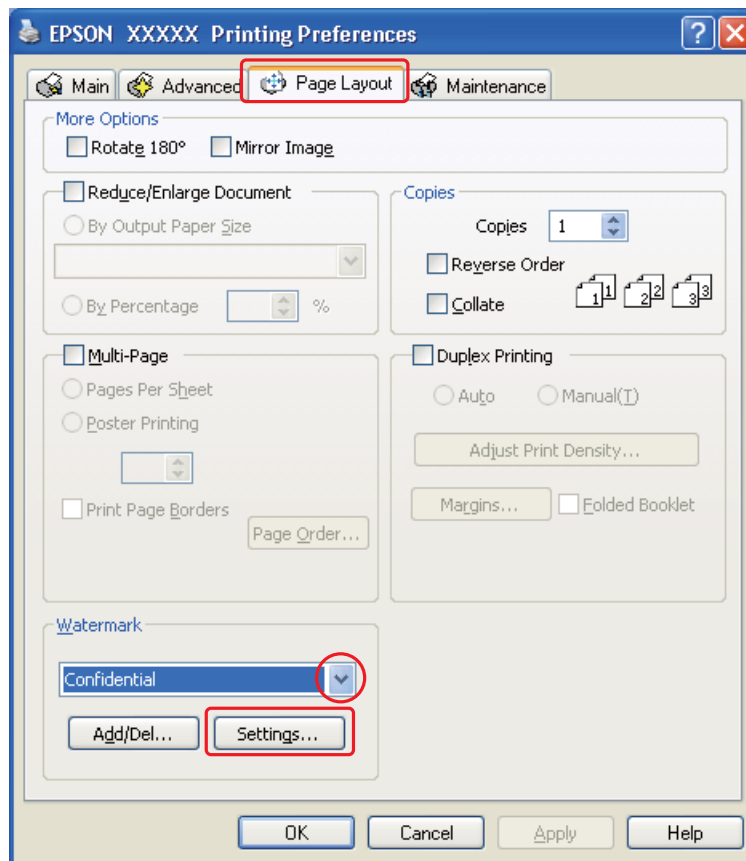 EPSON XXXXX Printing Preferences
Main
Advanced
Page Layout
Maintenance
More Options
Rotate 180°
Mirror Image
Reduce/Enlarge Document
By Output Paper Size
By Percentage
%
Copies
Copies
1
Reverse Order
Collate
1 1 2 2 3 3
Multi-Page
Pages Per Sheet
Poster Printing
Print Page Borders
Page Order...
Duplex Printing
Auto
Manual(T)
Adjust Print Density...
Margins...
Folded Booklet
Watermark
Confidential
Add/Del...
Settings...
OK
Cancel
Apply
Help